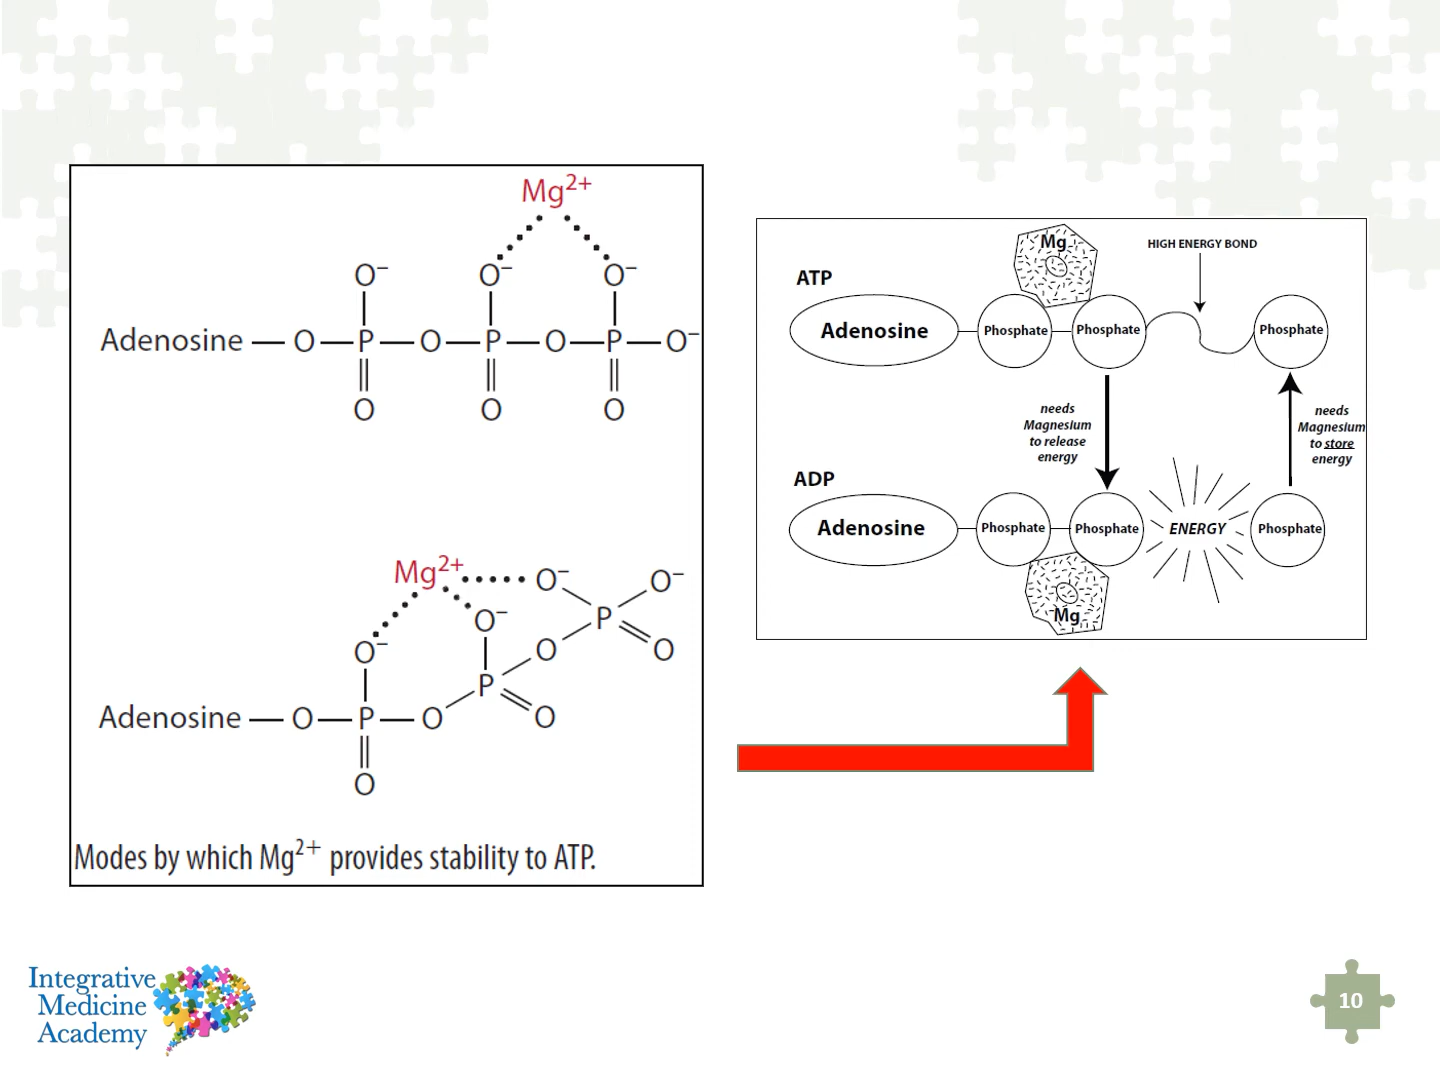 Mg2+
O–
O–
O–
Adenosine
O
P
O
P
O
P
O–
O
O
O
Mg2+
O–
O–
O–
O–
P
O
O
P
O
Adenosine
O
P
O
O
Modes by which Mg2+ provides stability to ATP.
Mg
HIGH ENERGY BOND
ATP
Adenosine
Phosphate
Phosphate
Phosphate
needs
Magnesium
to release
energy
needs
Magnesium
to store
energy
ADP
Adenosine
Phosphate
Phosphate
ENERGY
Phosphate
Mg
Integrative
Medicine
Academy
10